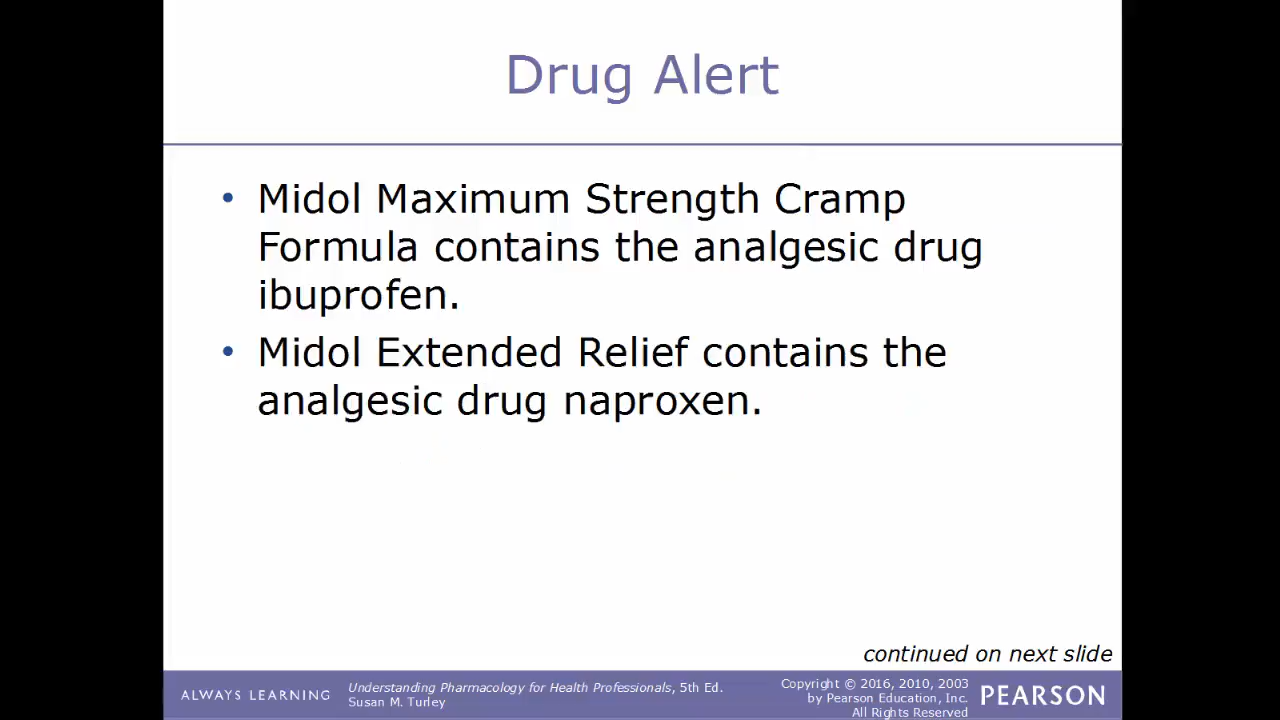 Drug Alert
• Midol Maximum Strength Cramp
Formula contains the analgesic drug
ibuprofen.
• Midol Extended Relief contains the
analgesic drug naproxen.
continued on next slide
ALWAYS LEARNING
Understanding Pharmacology for Health Professionals, 5th Ed.
Susan M. Turley
Copyright © 2016, 2010, 2003
by Pearson Education, Inc.
All Rights Reserved
PEARSON